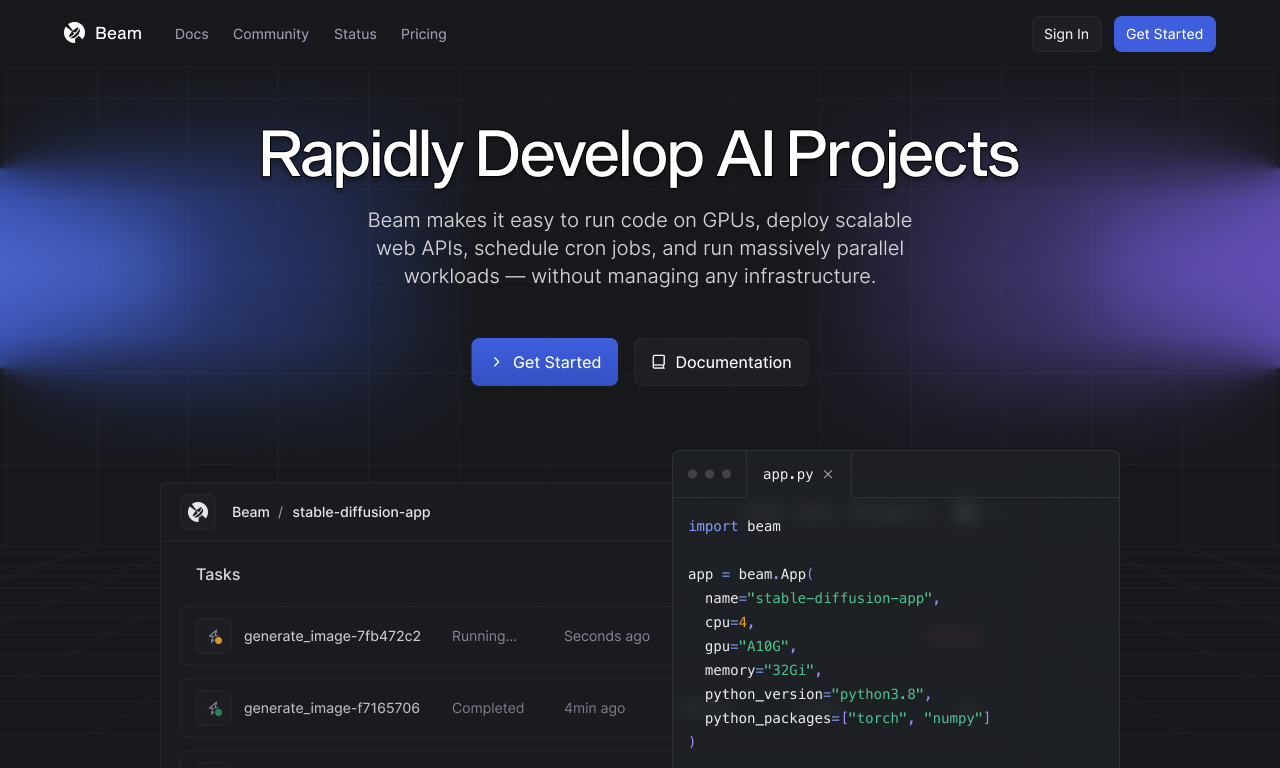 Beam
Docs
Community
Status
Pricing
Sign In
Get Started
Rapidly Develop AI Projects
Beam makes it easy to run code on GPUs, deploy scalable
web APIs, schedule cron jobs, and run massively parallel
workloads — without managing any infrastructure.
Get Started
Documentation
Beam / stable-diffusion-app
Tasks
generate_image-7fb472c2 Running... Seconds ago
generate_image-f7165706 Completed 4min ago
app.py
import beam
app = beam.App(
name="stable-diffusion-app",
cpu=4,
gpu="A10G",
memory="32Gi",
python_version="python3.8",
python_packages=["torch", "numpy"]
)